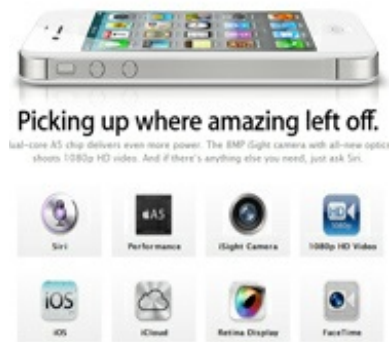 Picking up where amazing left off.
ual-core A5 chip delivers even more power. The 8MP iSight camera with all-new optics
shoots 1080p HD video. And if there's anything else you need, just ask Siri.
A5
HD
1080p
Siri
Performance
iSight Camera
1080p HD Video
iOS
iOS
iCloud
Retina Display
FaceTime